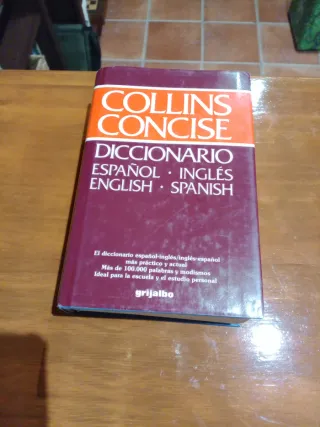 COLLINS
CONCISE
DICCIONARIO
ESPAÑOL · INGLÉS
ENGLISH · SPANISH
El diccionario español-inglés/inglés-español
más práctico y actual
Más de 100.000 palabras y modismos
Ideal para la escuela y el estudio personal
grijalbo